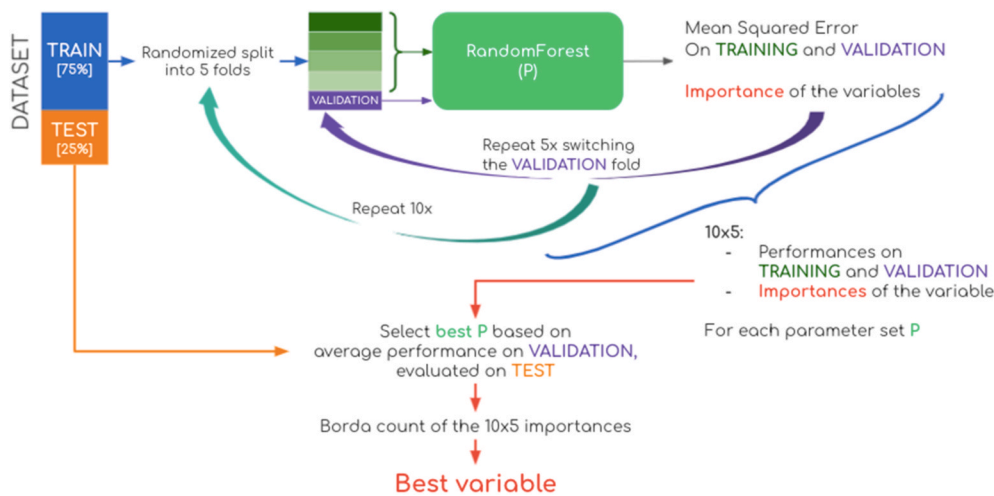 DATASET
TRAIN
[75%]
TEST
[25%]
Randomized split
into 5 folds
VALIDATION
RandomForest
(P)
Mean Squared Error
On TRAINING and VALIDATION
Importance of the variables
Repeat 5x switching
the VALIDATION fold
Repeat 10x
10x5:
- Performances on
TRAINING and VALIDATION
- Importances of the variable
For each parameter set P
Select best P based on
average performance on VALIDATION,
evaluated on TEST
Borda count of the 10x5 importances
Best variable